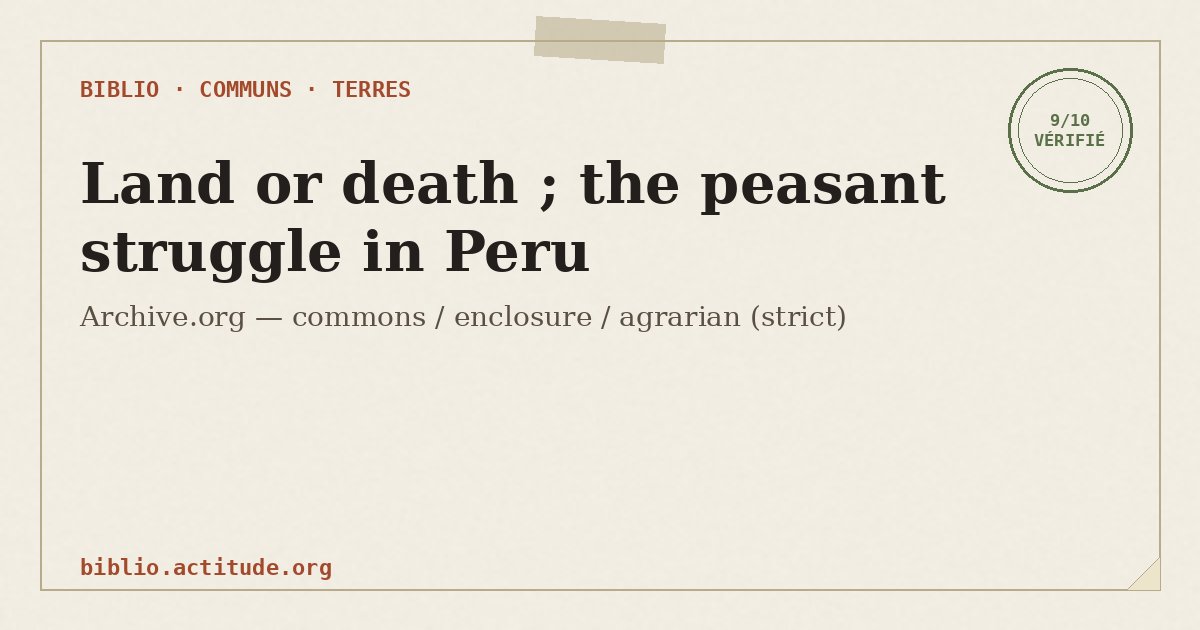 BIBLIO · COMMUNS · TERRES
9/10
VÉRIFIÉ
Land or death ; the peasant
struggle in Peru
Archive.org — commons / enclosure / agrarian (strict)
biblio.actitude.org